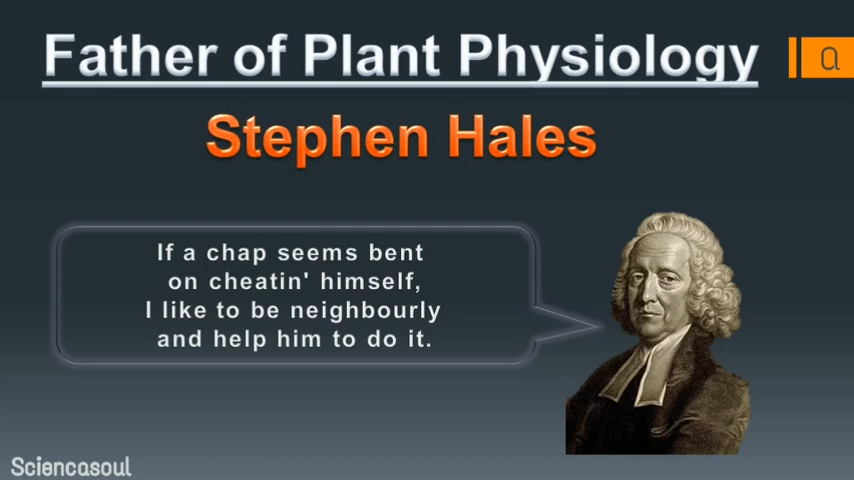 Father of Plant Physiology
a
Stephen Hales
If a chap seems bent
on cheatin' himself,
I like to be neighbourly
and help him to do it.
Sciencasoul